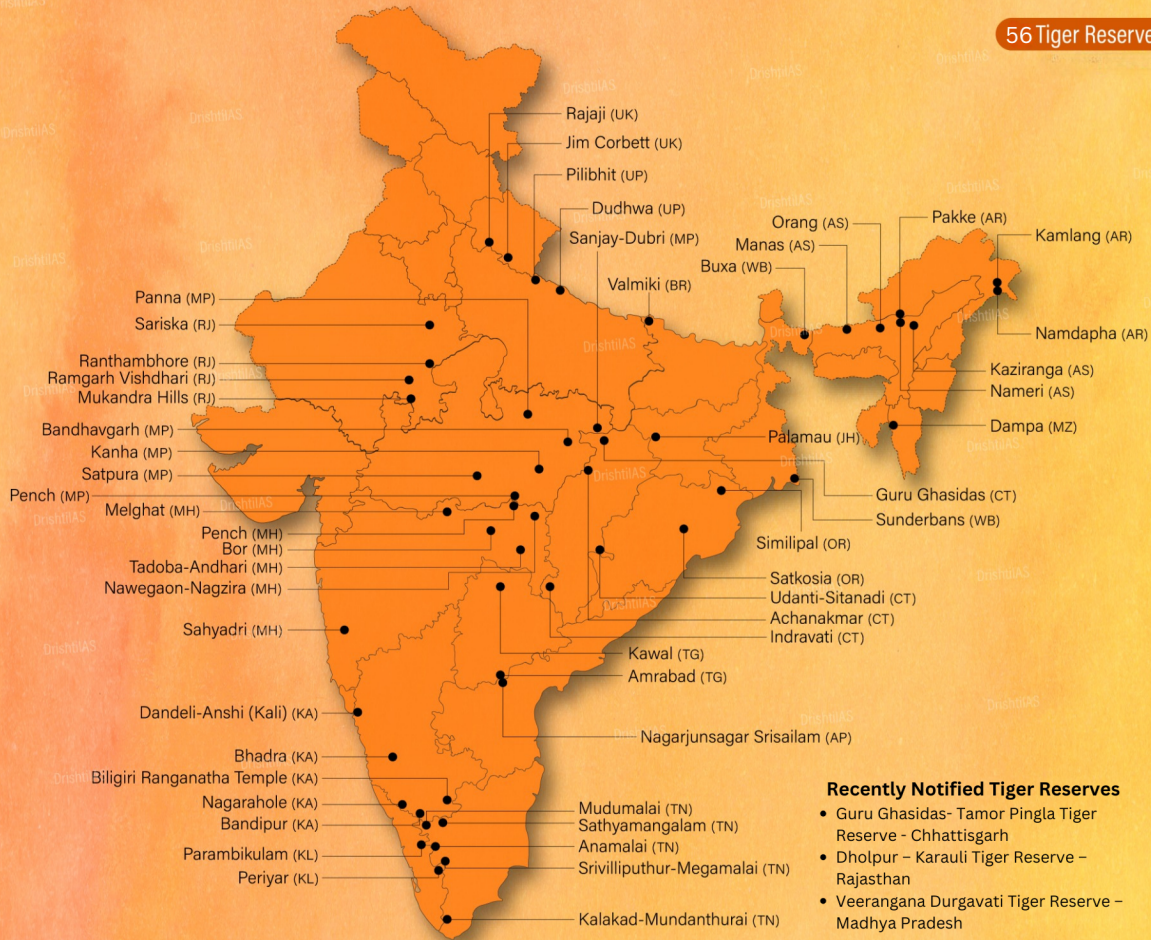 56 Tiger Reserve
Rajaji (UK)
Jim Corbett (UK)
Pilibhit (UP)
Dudhwa (UP)
Sanjay-Dubri (MP)
Valmiki (BR)
Orang (AS)
Manas (AS)
Buxa (WB)
Pakke (AR)
Kamlang (AR)
Namdapha (AR)
Kaziranga (AS)
Nameri (AS)
Dampa (MZ)
Panna (MP)
Sariska (RJ)
Ranthambhore (RJ)
Ramgarh Vishdhari (RJ)
Mukandra Hills (RJ)
Bandhavgarh (MP)
Kanha (MP)
Satpura (MP)
Pench (MP)
Melghat (MH)
Pench (MH)
Bor (MH)
Tadoba-Andhari (MH)
Nawegaon-Nagzira (MH)
Sahyadri (MH)
Dandeli-Anshi (Kali) (KA)
Bhadra (KA)
Biligiri Ranganatha Temple (KA)
Nagarahole (KA)
Bandipur (KA)
Parambikulam (KL)
Periyar (KL)
Palamau (JH)
Guru Ghasidas (CT)
Sunderbans (WB)
Similipal (OR)
Satkosia (OR)
Udanti-Sitanadi (CT)
Achanakmar (CT)
Indravati (CT)
Kawal (TG)
Amrabad (TG)
Nagarjunsagar Srisailam (AP)
Mudumalai (TN)
Sathyamangalam (TN)
Anamalai (TN)
Srivilliputhur-Megamalai (TN)
Kalakad-Mundanthurai (TN)
Recently Notified Tiger Reserves
• Guru Ghasidas- Tamor Pingla Tiger
Reserve - Chhattisgarh
• Dholpur – Karauli Tiger Reserve –
Rajasthan
• Veerangana Durgavati Tiger Reserve –
Madhya Pradesh
DrishtiIAS